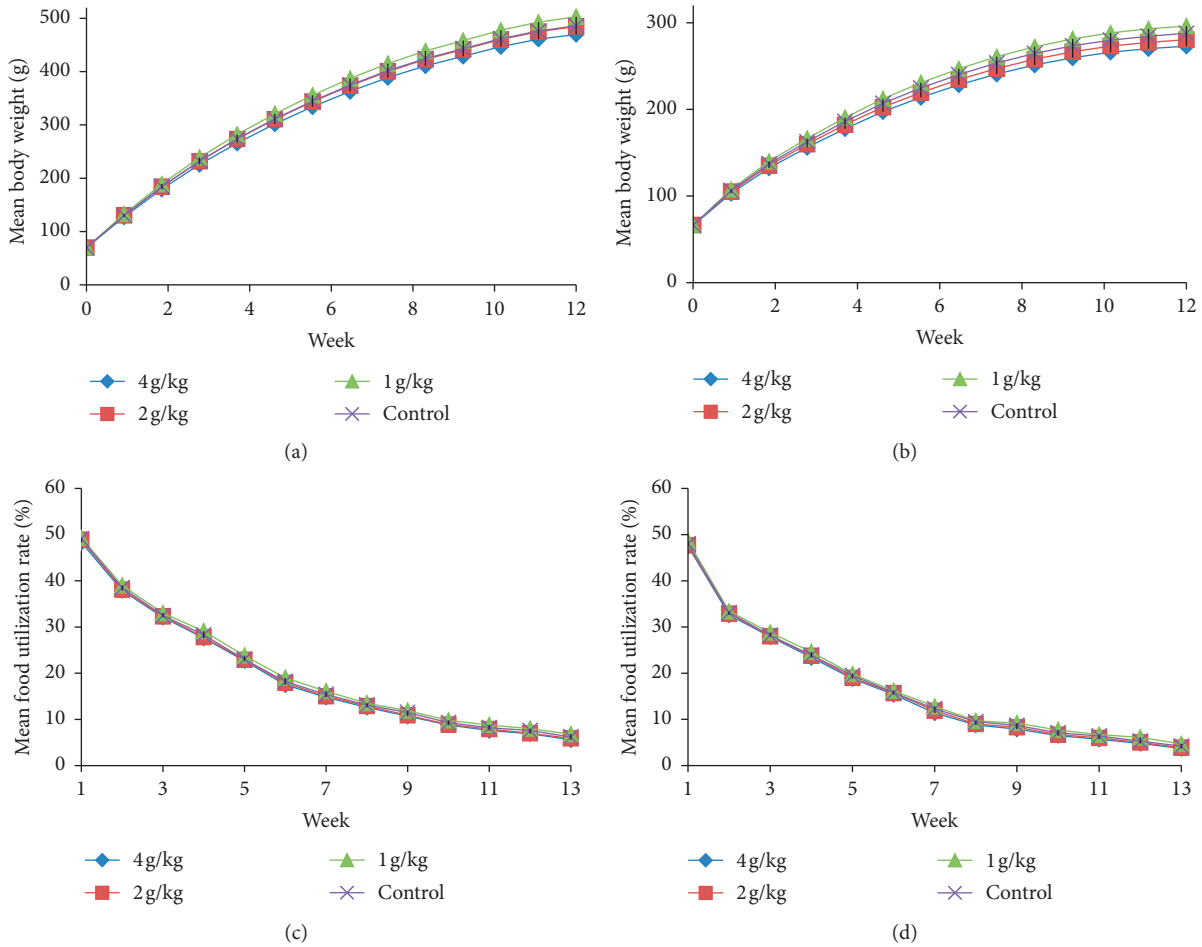 Mean body weight (g)
500
400
300
200
100
0
0 2 4 6 8 10 12
Week
4 g/kg 1 g/kg
2 g/kg Control
(a)
Mean body weight (g)
300
200
100
0
0 2 4 6 8 10 12
Week
4 g/kg 1 g/kg
2 g/kg Control
(b)
Mean food utilization rate (%)
60
50
40
30
20
10
0
1 3 5 7 9 11 13
Week
4 g/kg 1 g/kg
2 g/kg Control
(c)
Mean food utilization rate (%)
60
50
40
30
20
10
0
1 3 5 7 9 11 13
Week
4 g/kg 1 g/kg
2 g/kg Control
(d)